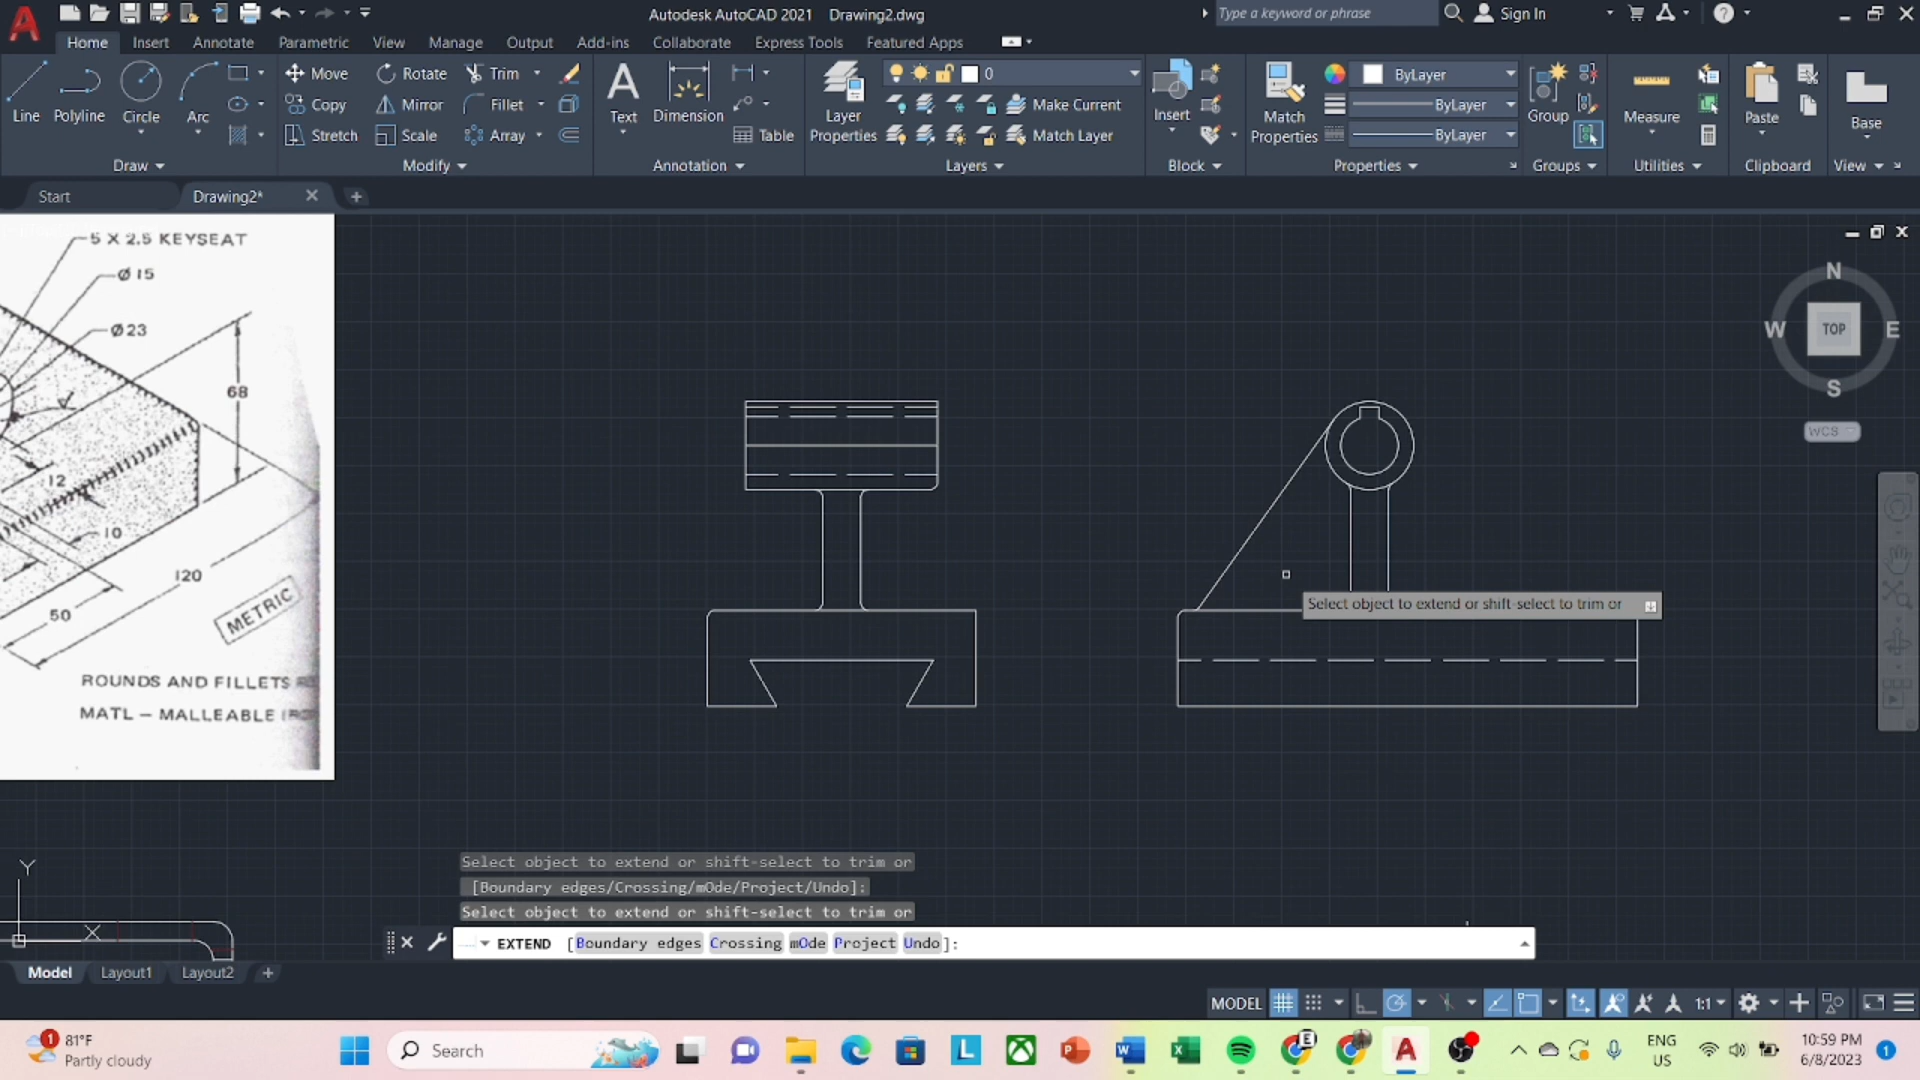 Autodesk AutoCAD 2021 Drawing2.dwg
Type a keyword or phrase
Sign In
Home Insert Annotate Parametric View Manage Output Add-ins Collaborate Express Tools Featured Apps
Line Polyline Circle Arc
Move Rotate Trim
Copy Mirror Fillet
Stretch Scale Array
Text Dimension
Table
Layer Properties
0
Make Current
Match Layer
Insert
Match Properties
ByLayer
ByLayer
ByLayer
Group
Measure
Paste
Base
Draw Modify Annotation Layers Block Properties Groups Utilities Clipboard View
Start Drawing2*
5 X 2.5 KEYSEAT
Ø 15
Ø23
68
12
10
120
50
METRIC
ROUNDS AND FILLETS
MATL – MALLEABLE
N
W TOP E
S
WCS
Select object to extend or shift-select to trim or
Y
X
Select object to extend or shift-select to trim or
[Boundary edges/Crossing/mOde/Project/Undo]:
Select object to extend or shift-select to trim or
EXTEND [Boundary edges Crossing mOde Project Undo]:
Model Layout1 Layout2
MODEL
1:1
1
81°F
Partly cloudy
Search
E
ENG
US
10:59 PM
6/8/2023
1